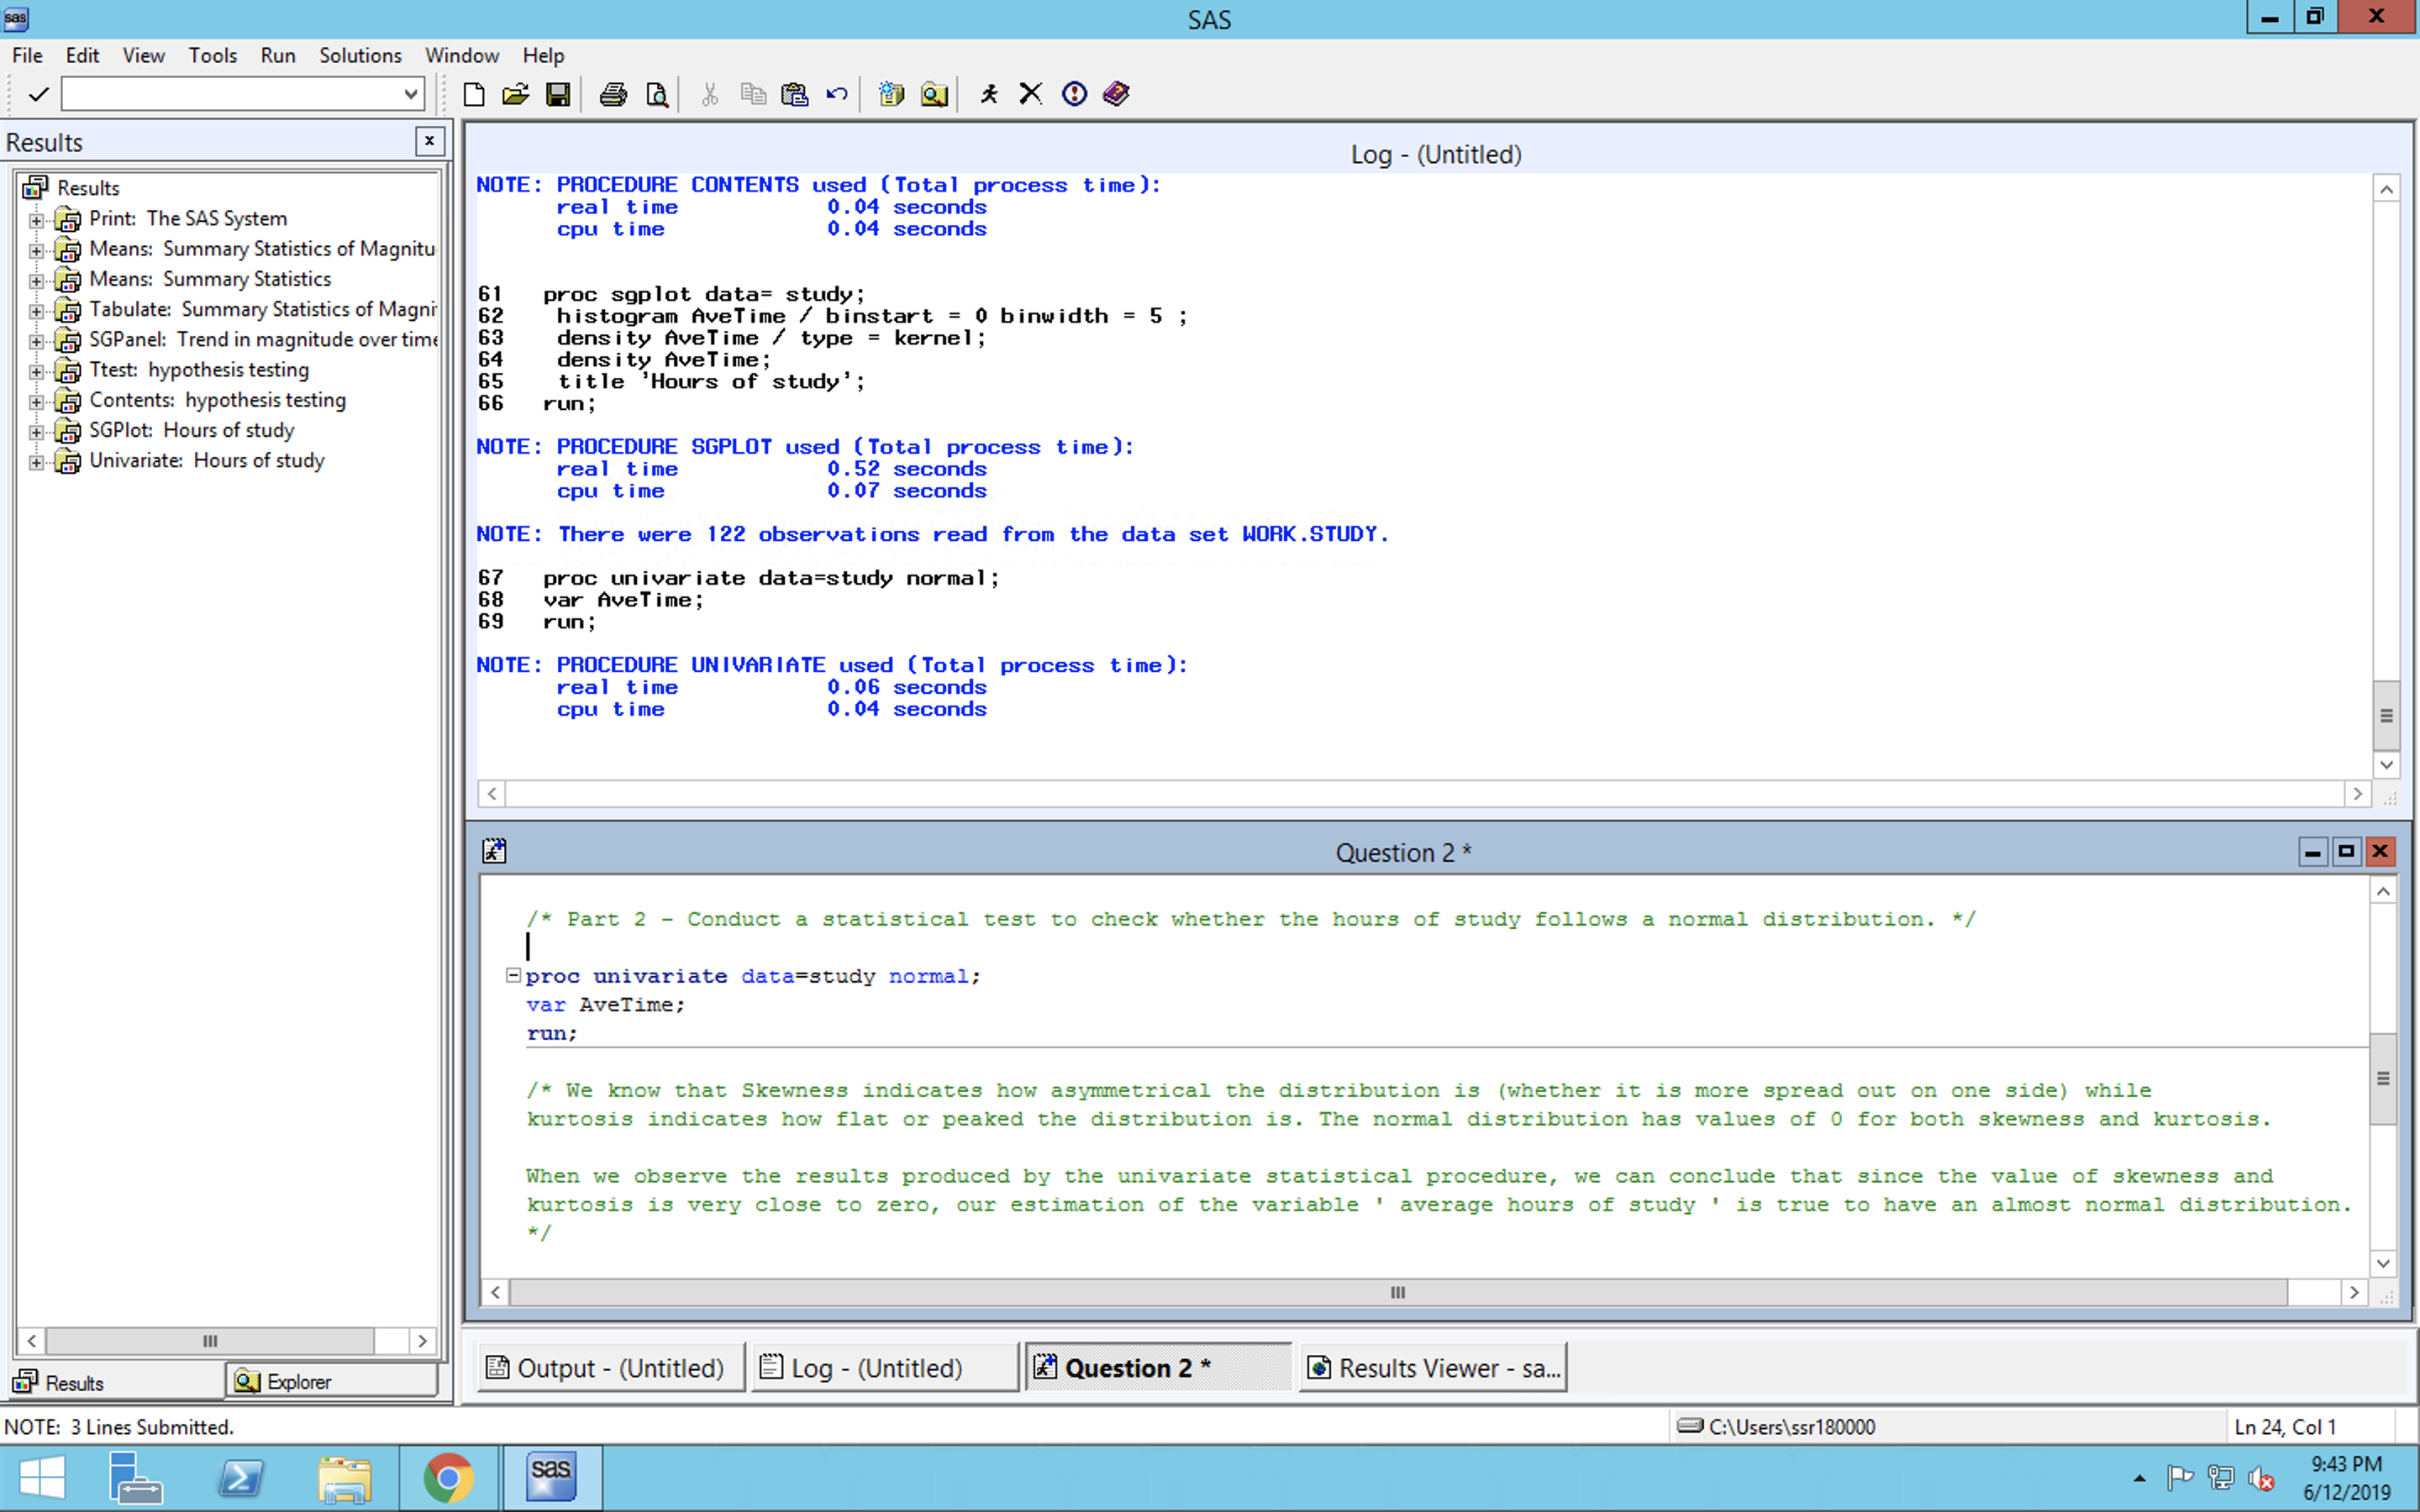 sas
SAS
File Edit View Tools Run Solutions Window Help
Results
Log - (Untitled)
Results
Print: The SAS System
Means: Summary Statistics of Magnitu
Means: Summary Statistics
Tabulate: Summary Statistics of Magni
SGPanel: Trend in magnitude over time
Ttest: hypothesis testing
Contents: hypothesis testing
SGPlot: Hours of study
Univariate: Hours of study
NOTE: PROCEDURE CONTENTS used (Total process time):
real time 0.04 seconds
cpu time 0.04 seconds
61 proc sgplot data= study;
62 histogram AveTime / binstart = 0 binwidth = 5 ;
63 density AveTime / type = kernel;
64 density AveTime;
65 title 'Hours of study';
66 run;
NOTE: PROCEDURE SGPLOT used (Total process time):
real time 0.52 seconds
cpu time 0.07 seconds
NOTE: There were 122 observations read from the data set WORK.STUDY.
67 proc univariate data=study normal;
68 var AveTime;
69 run;
NOTE: PROCEDURE UNIVARIATE used (Total process time):
real time 0.06 seconds
cpu time 0.04 seconds
Question 2 *
/* Part 2 - Conduct a statistical test to check whether the hours of study follows a normal distribution. */
proc univariate data=study normal;
var AveTime;
run;
/* We know that Skewness indicates how asymmetrical the distribution is (whether it is more spread out on one side) while
kurtosis indicates how flat or peaked the distribution is. The normal distribution has values of 0 for both skewness and kurtosis.
When we observe the results produced by the univariate statistical procedure, we can conclude that since the value of skewness and
kurtosis is very close to zero, our estimation of the variable ' average hours of study ' is true to have an almost normal distribution.
*/
Results Explorer
Output - (Untitled) Log - (Untitled) Question 2 * Results Viewer - sa...
NOTE: 3 Lines Submitted. C:\Users\ssr180000 Ln 24, Col 1
sas
9:43 PM
6/12/2019